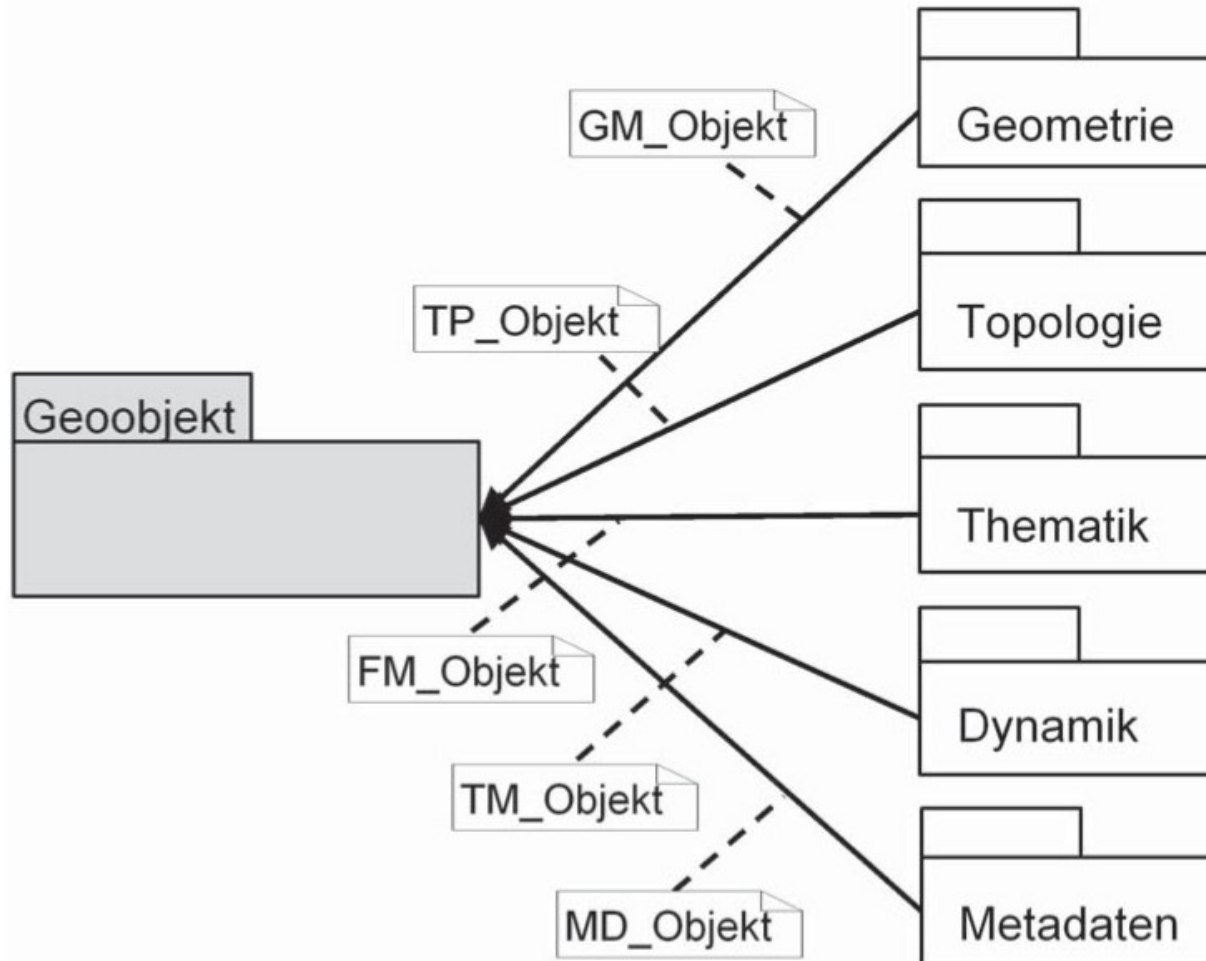 GM_Objekt
Geometrie
TP_Objekt
Topologie
Geoobjekt
Thematik
FM_Objekt
Dynamik
TM_Objekt
MD_Objekt
Metadaten